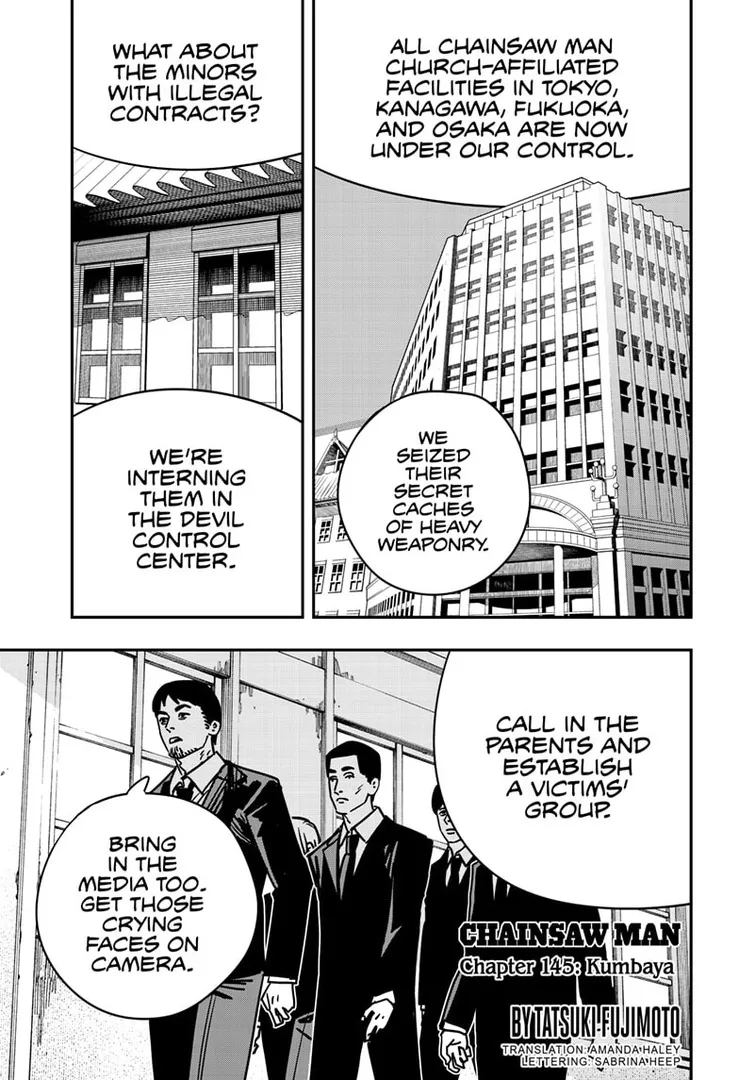 ALL CHAINSAW MAN
CHURCH-AFFILIATED
FACILITIES IN TOKYO,
KANAGAWA, FUKUOKA,
AND OSAKA ARE NOW
UNDER OUR CONTROL.
WE
SEIZED
THEIR
SECRET
CACHES
OF HEAVY
WEAPONRY.
WHAT ABOUT
THE MINORS
WITH ILLEGAL
CONTRACTS?
WE'RE
INTERNING
THEM IN
THE DEVIL
CONTROL
CENTER.
CALL IN THE
PARENTS AND
ESTABLISH
A VICTIMS'
GROUP.
BRING
IN THE
MEDIA TOO.
GET THOSE
CRYING
FACES ON
CAMERA.
CHAINSAW MAN
Chapter 145: Kumbaya
BY TATSUKI FUJIMOTO
TRANSLATION: AMANDA HALEY
LETTERING: SABRINA HEEP